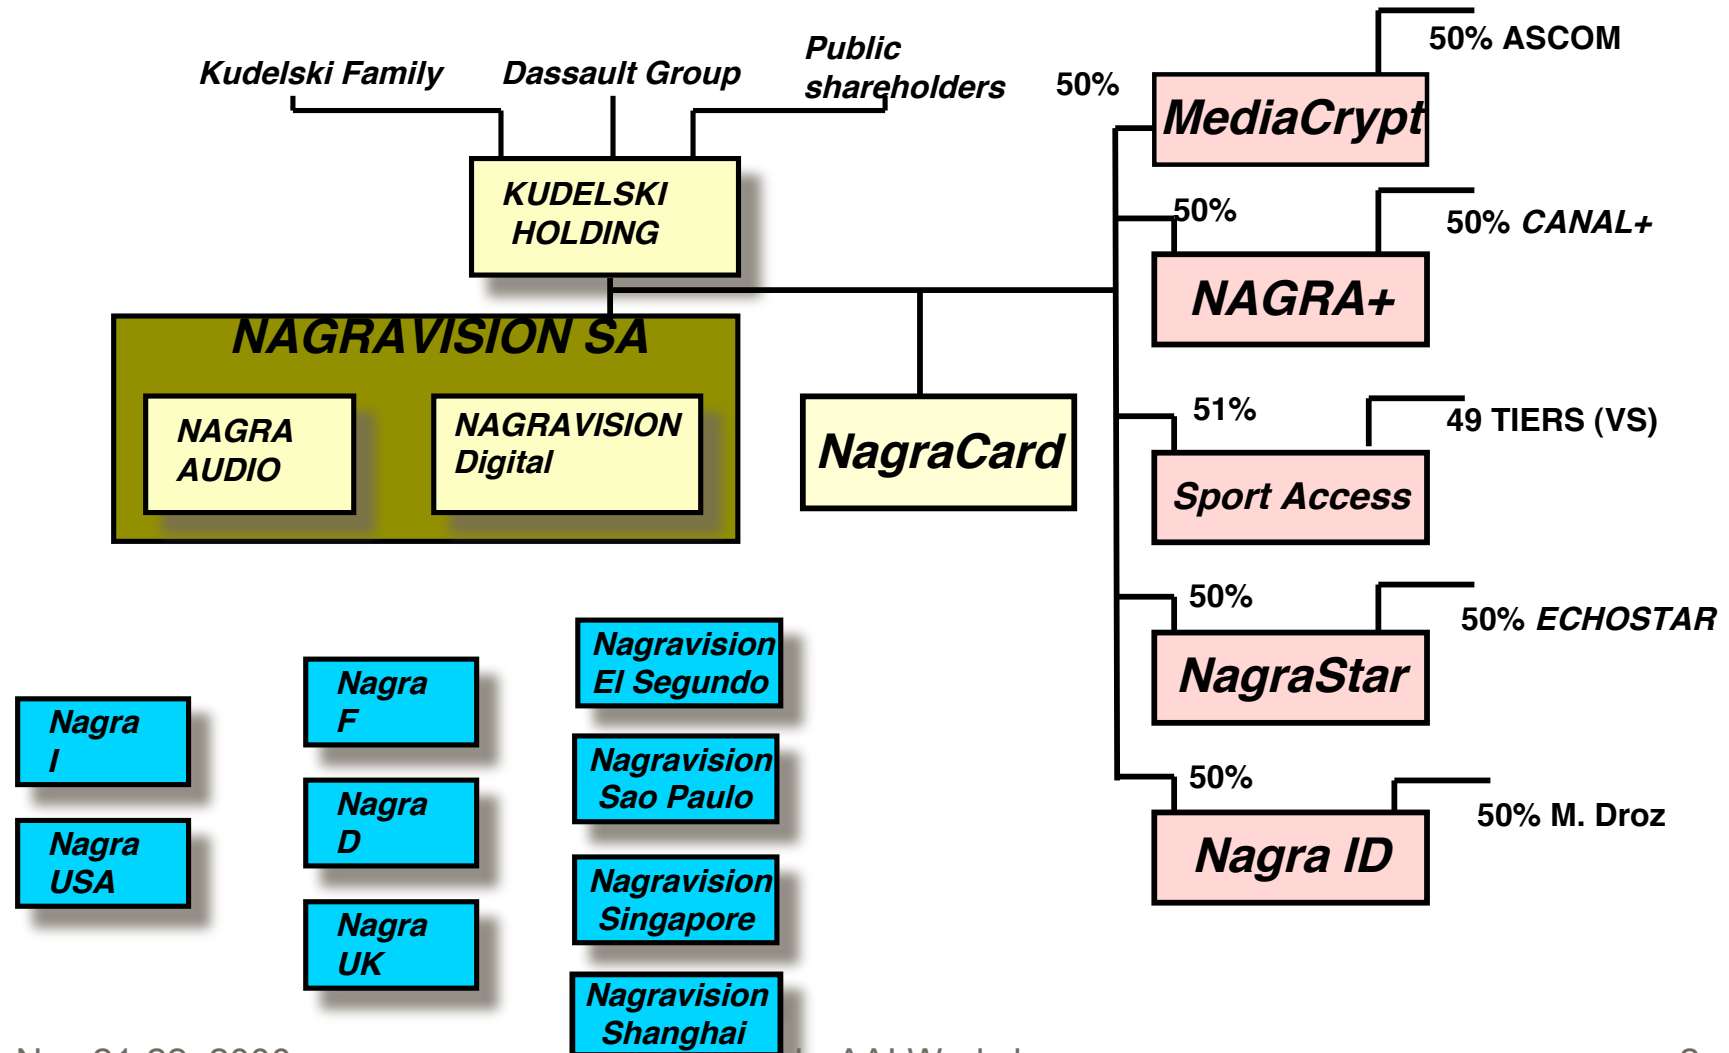 Kudelski Family
Dassault Group
Public
shareholders
KUDELSKI
HOLDING
NAGRAVISION SA
NAGRA
AUDIO
NAGRAVISION
Digital
NagraCard
50%
50% ASCOM
MediaCrypt
50%
50% CANAL+
NAGRA+
51%
49 TIERS (VS)
Sport Access
50%
50% ECHOSTAR
NagraStar
50%
50% M. Droz
Nagra ID
Nagra
I
Nagra
USA
Nagra
F
Nagra
D
Nagra
UK
Nagravision
El Segundo
Nagravision
Sao Paulo
Nagravision
Singapore
Nagravision
Shanghai